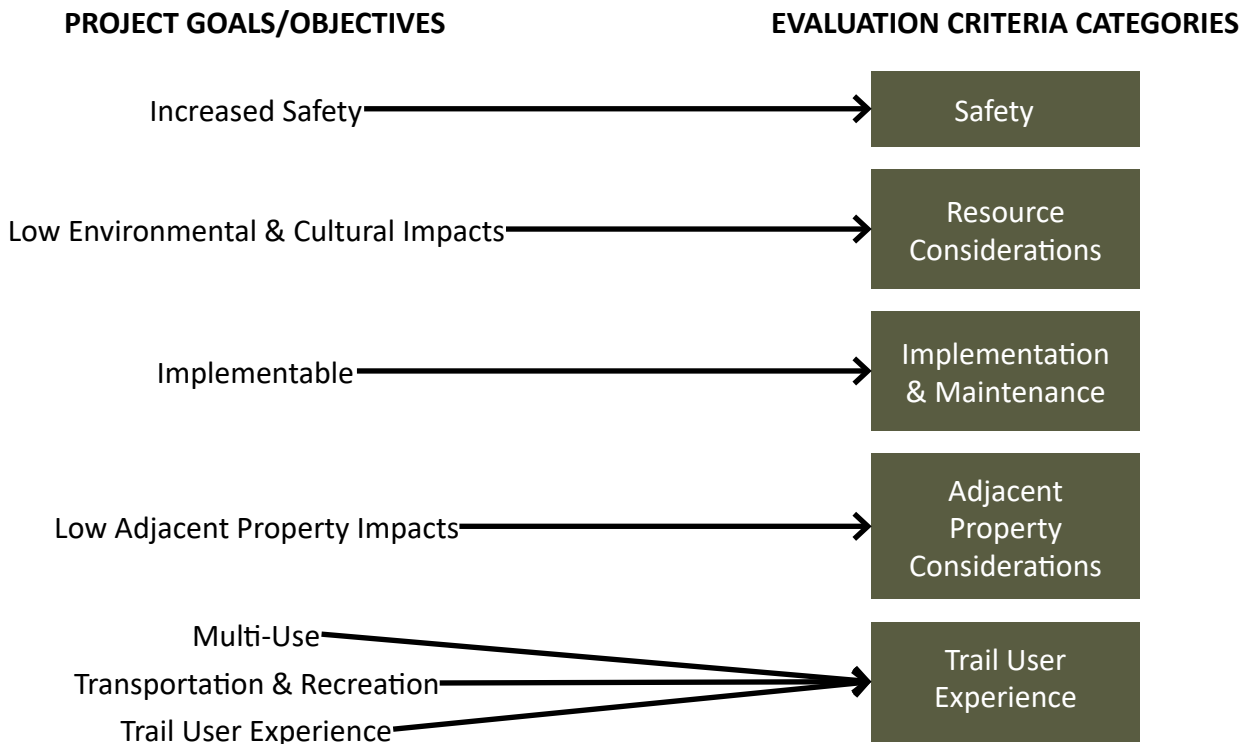 PROJECT GOALS/OBJECTIVES
EVALUATION CRITERIA CATEGORIES
Increased Safety
Safety
Low Environmental & Cultural Impacts
Resource
Considerations
Implementable
Implementation
& Maintenance
Low Adjacent Property Impacts
Adjacent
Property
Considerations
Multi-Use
Transportation & Recreation
Trail User Experience
Trail User
Experience